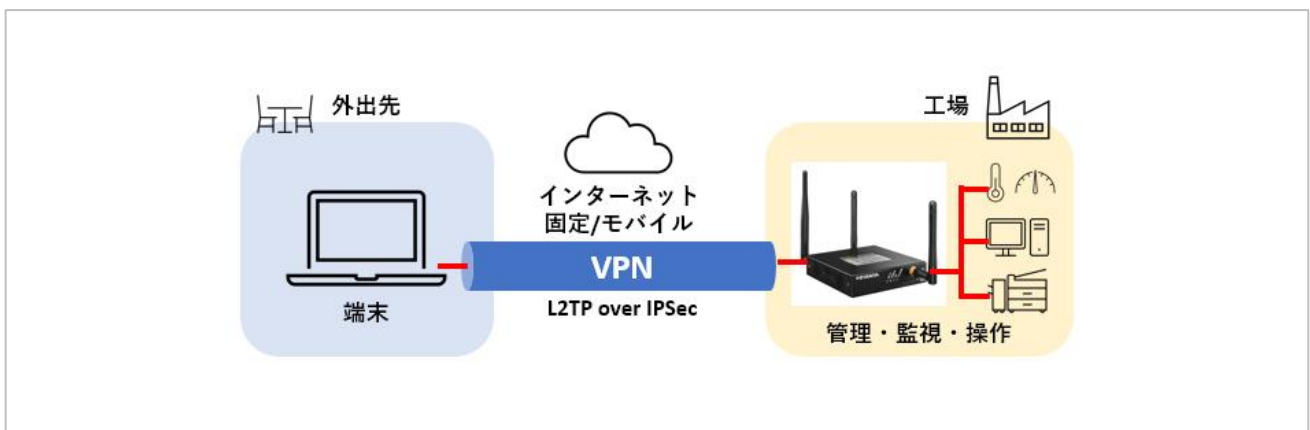 外出先
工場
インターネット
固定/モバイル
VPN
L2TP over IPSec
端末
管理・監視・操作